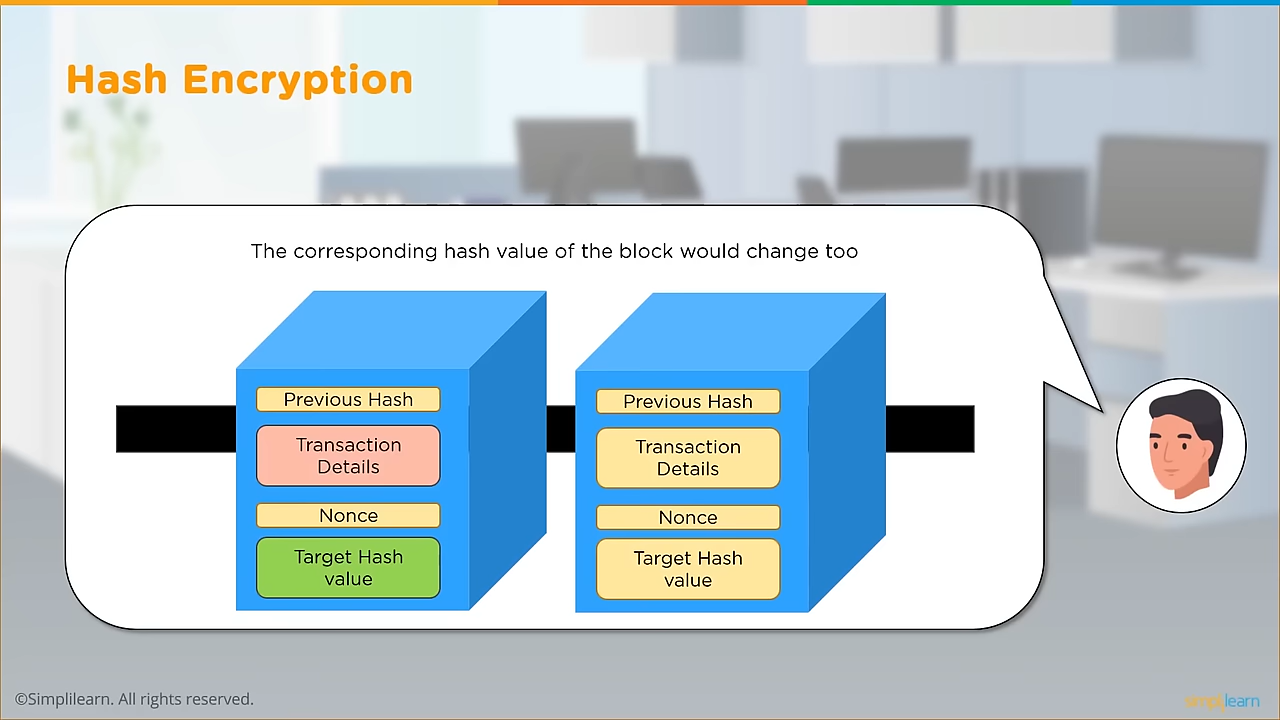 Hash Encryption
The corresponding hash value of the block would change too
Previous Hash
Transaction
Details
Nonce
Target Hash
value
Previous Hash
Transaction
Details
Nonce
Target Hash
value
©Simplilearn. All rights reserved.
simplilearn